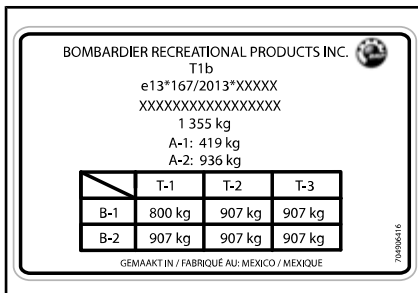 BOMBARDIER RECREATIONAL PRODUCTS INC.
T1b
e13*167/2013*XXXXX
XXXXXXXXXXXXXXXXX
1 355 kg
A-1: 419 kg
A-2: 936 kg
T-1 T-2 T-3
B-1 800 kg 907 kg 907 kg
B-2 907 kg 907 kg 907 kg
GEMAAKT IN / FABRIQUÉ AU: MEXICO / MEXIQUE
704906416